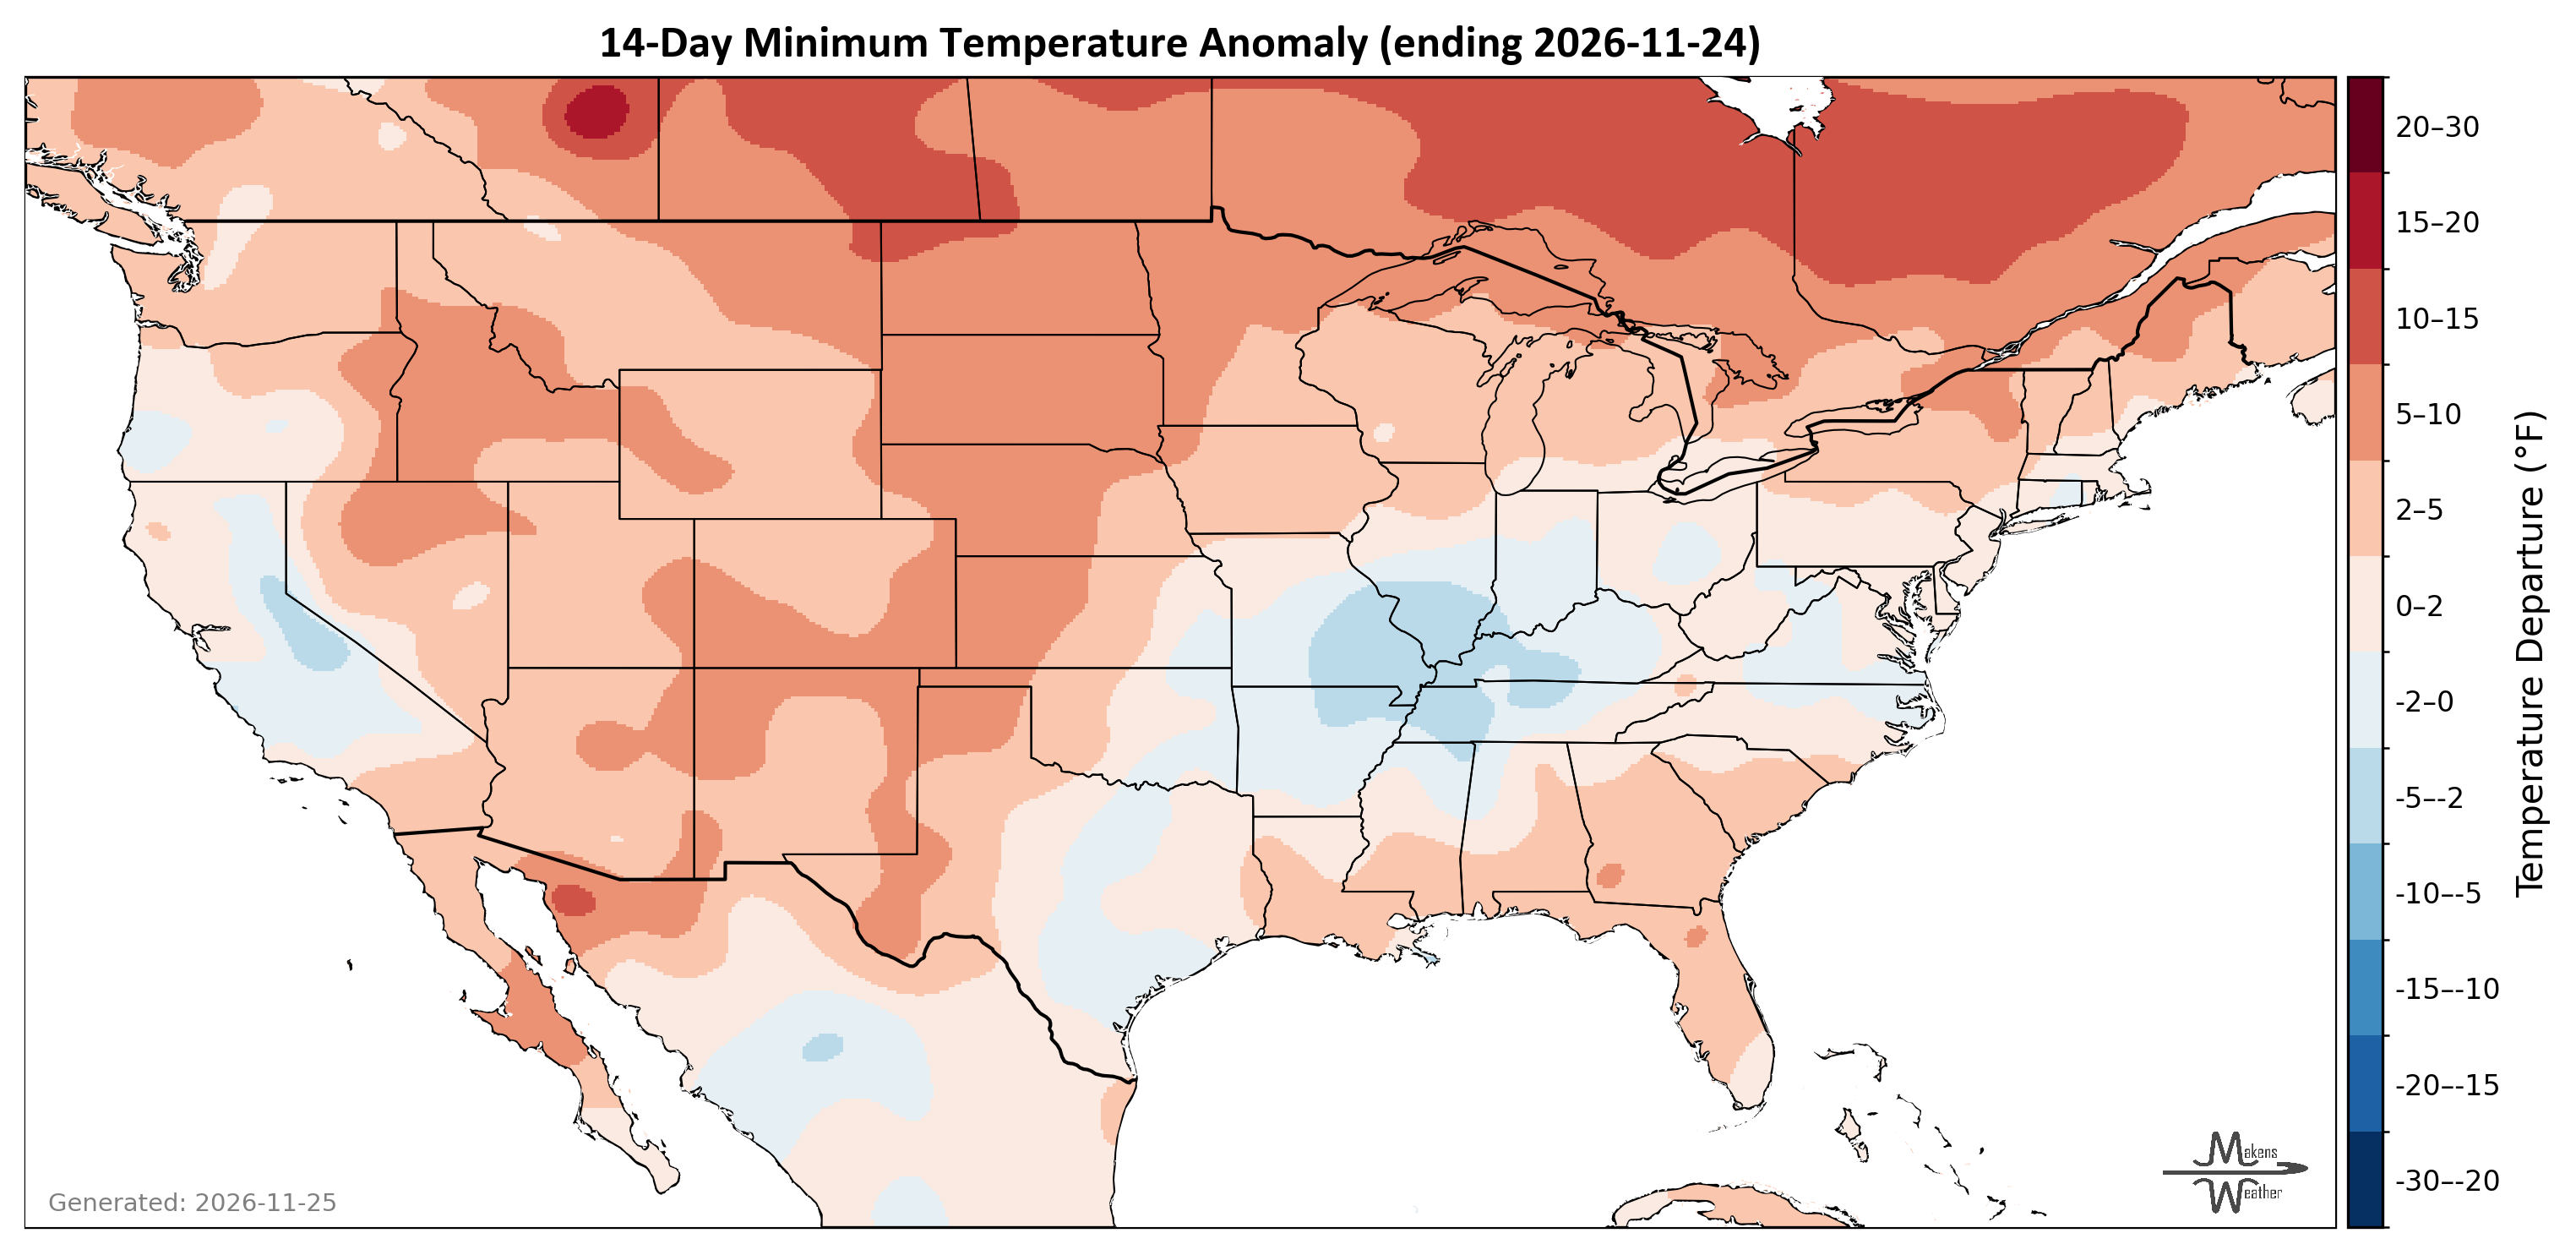 14-Day Minimum Temperature Anomaly (ending 2026-11-24)
20–30
15–20
10–15
5–10
2–5
0–2
-2–0
-5–-2
-10–-5
-15–-10
-20–-15
-30–-20
Temperature Departure (°F)
Makens
Weather
Generated: 2026-11-25